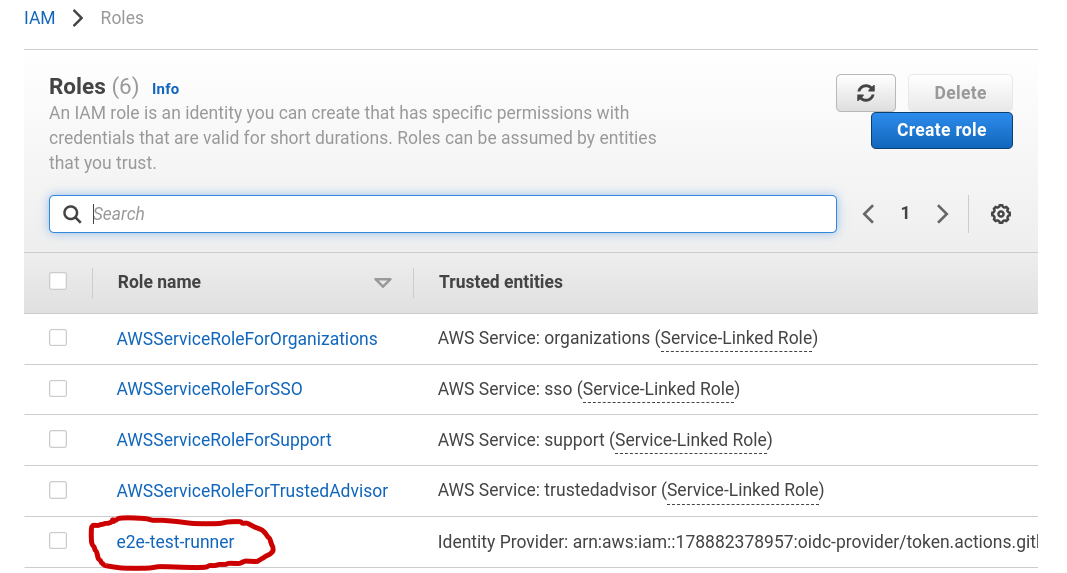 IAM > Roles
Roles (6) Info
An IAM role is an identity you can create that has specific permissions with
credentials that are valid for short durations. Roles can be assumed by entities
that you trust.
Delete
Create role
Search
1
Role name Trusted entities
AWSServiceRoleForOrganizations AWS Service: organizations (Service-Linked Role)
AWSServiceRoleForSSO AWS Service: sso (Service-Linked Role)
AWSServiceRoleForSupport AWS Service: support (Service-Linked Role)
AWSServiceRoleForTrustedAdvisor AWS Service: trustedadvisor (Service-Linked Role)
e2e-test-runner Identity Provider: arn:aws:iam::178882378957:oidc-provider/token.actions.git